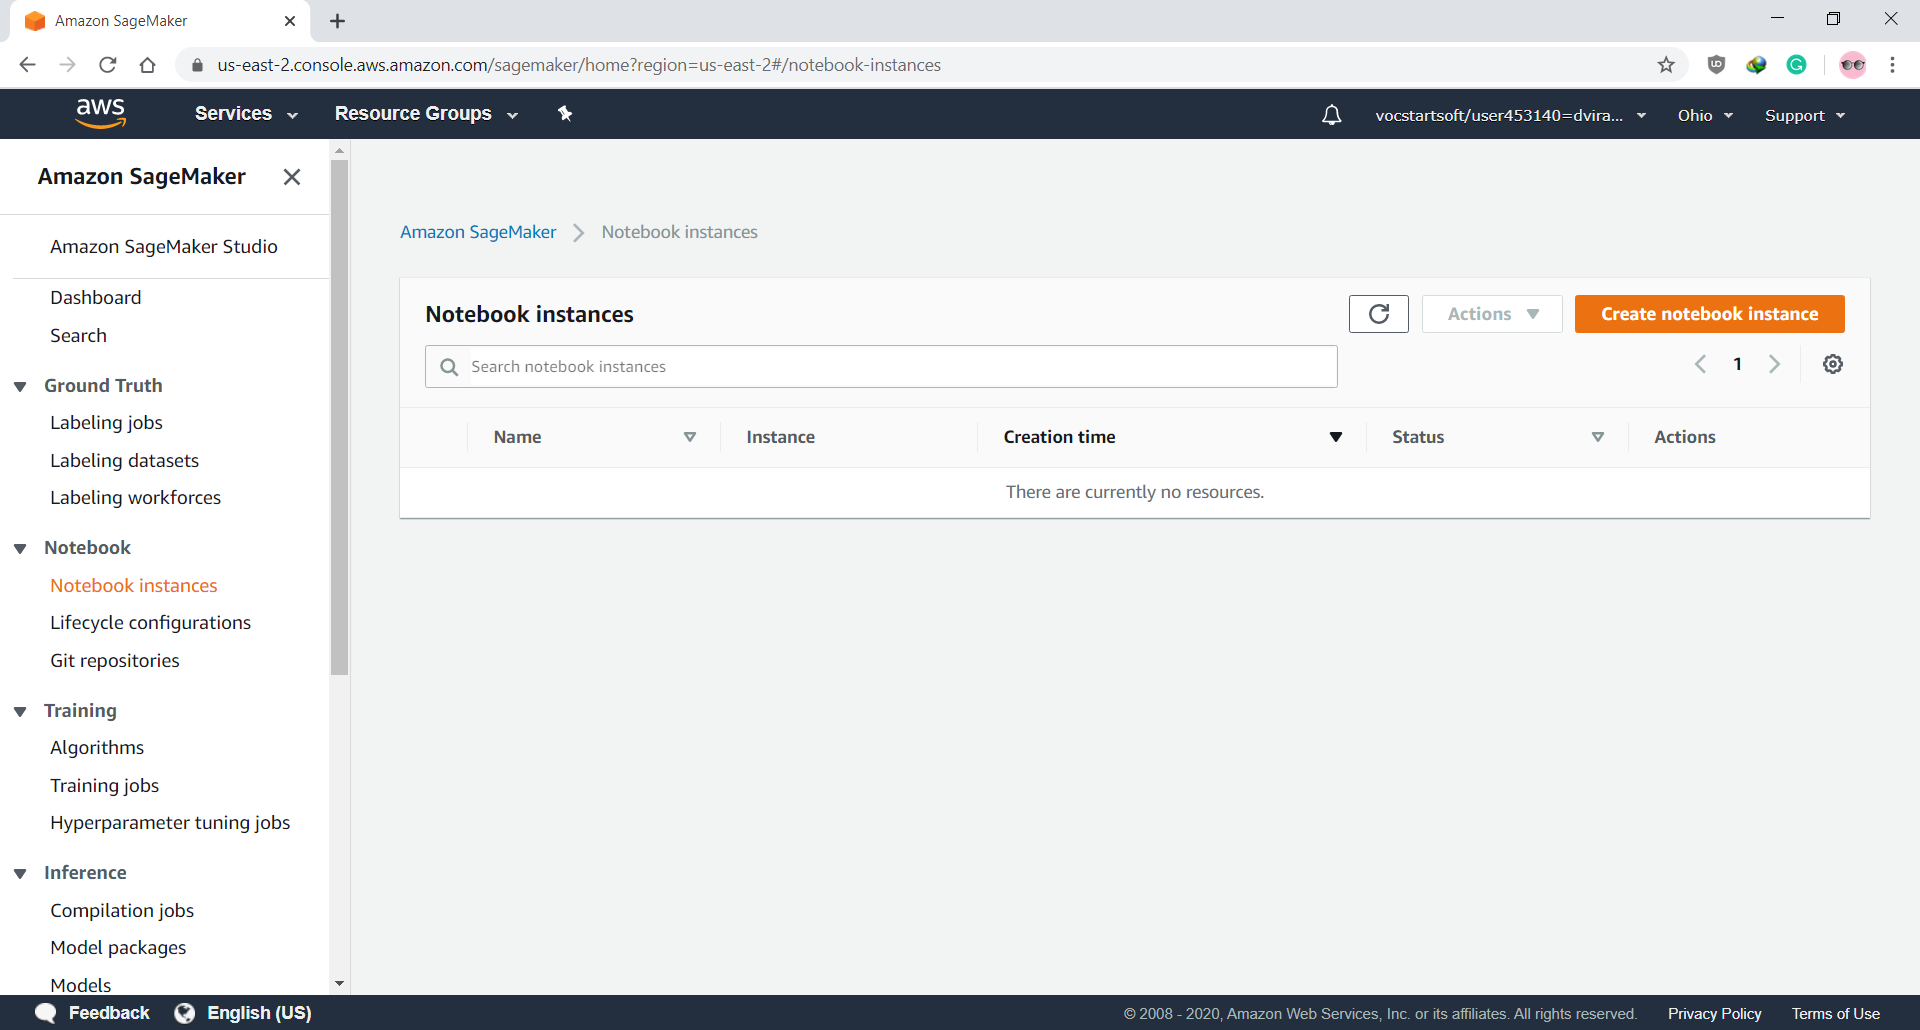 Amazon SageMaker
us-east-2.console.aws.amazon.com/sagemaker/home?region=us-east-2#/notebook-instances
aws Services Resource Groups vocstartsoft/user453140=dvira... Ohio Support
Amazon SageMaker
Amazon SageMaker Studio
Dashboard
Search
Ground Truth
Labeling jobs
Labeling datasets
Labeling workforces
Notebook
Notebook instances
Lifecycle configurations
Git repositories
Training
Algorithms
Training jobs
Hyperparameter tuning jobs
Inference
Compilation jobs
Model packages
Models
Amazon SageMaker Notebook instances
Notebook instances Actions Create notebook instance
Search notebook instances 1
Name Instance Creation time Status Actions
There are currently no resources.
Feedback English (US) © 2008 - 2020, Amazon Web Services, Inc. or its affiliates. All rights reserved. Privacy Policy Terms of Use